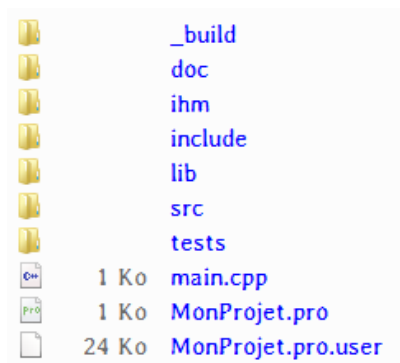 _build
doc
ihm
include
lib
src
tests
C++ 1 Ko main.cpp
Pro 1 Ko MonProjet.pro
24 Ko MonProjet.pro.user